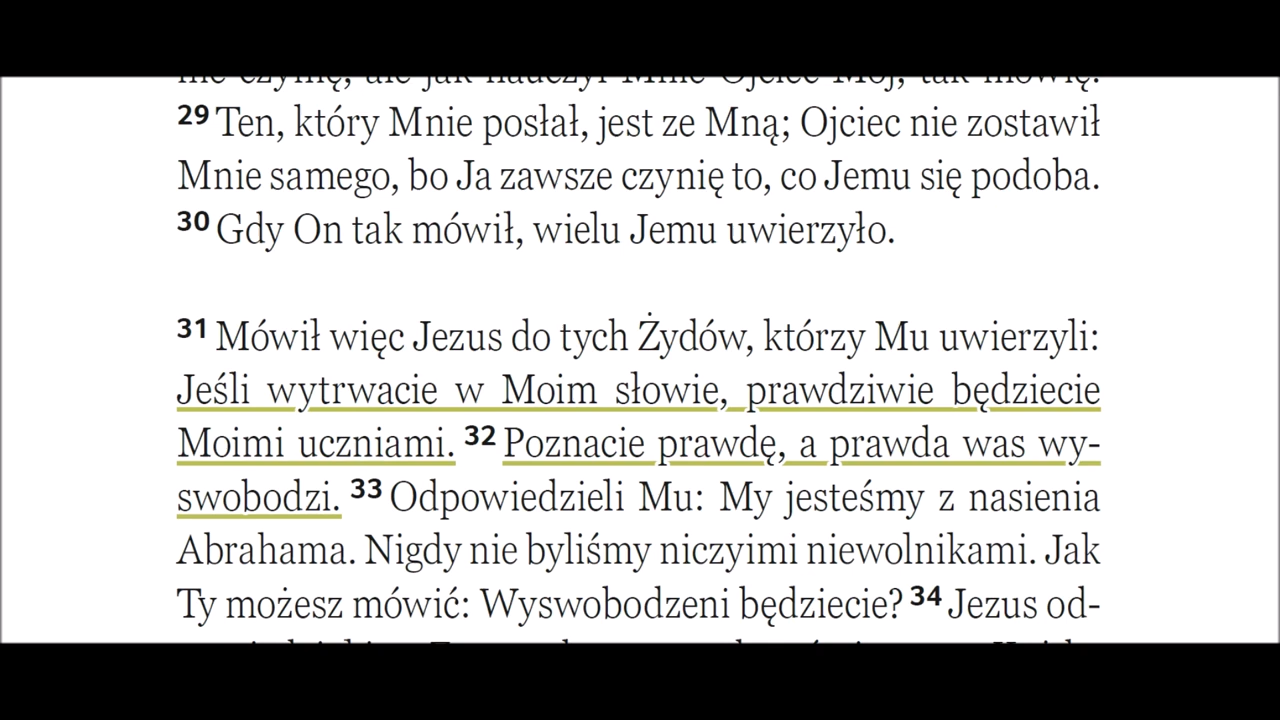 29 Ten, który Mnie posłał, jest ze Mną; Ojciec nie zostawił
Mnie samego, bo Ja zawsze czynię to, co Jemu się podoba.
30 Gdy On tak mówił, wielu Jemu uwierzyło.
31 Mówił więc Jezus do tych Żydów, którzy Mu uwierzyli:
Jeśli wytrwacie w Moim słowie, prawdziwie będziecie
Moimi uczniami. 32 Poznacie prawdę, a prawda was wy-
swobodzi. 33 Odpowiedzieli Mu: My jesteśmy z nasienia
Abrahama. Nigdy nie byliśmy niczyimi niewolnikami. Jak
Ty możesz mówić: Wyswobodzeni będziecie? 34 Jezus od-